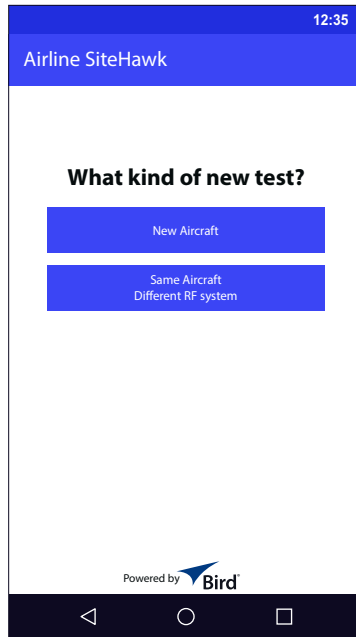 12:35
Airline SiteHawk
What kind of new test?
New Aircraft
Same Aircraft
Different RF system
Powered by Bird®